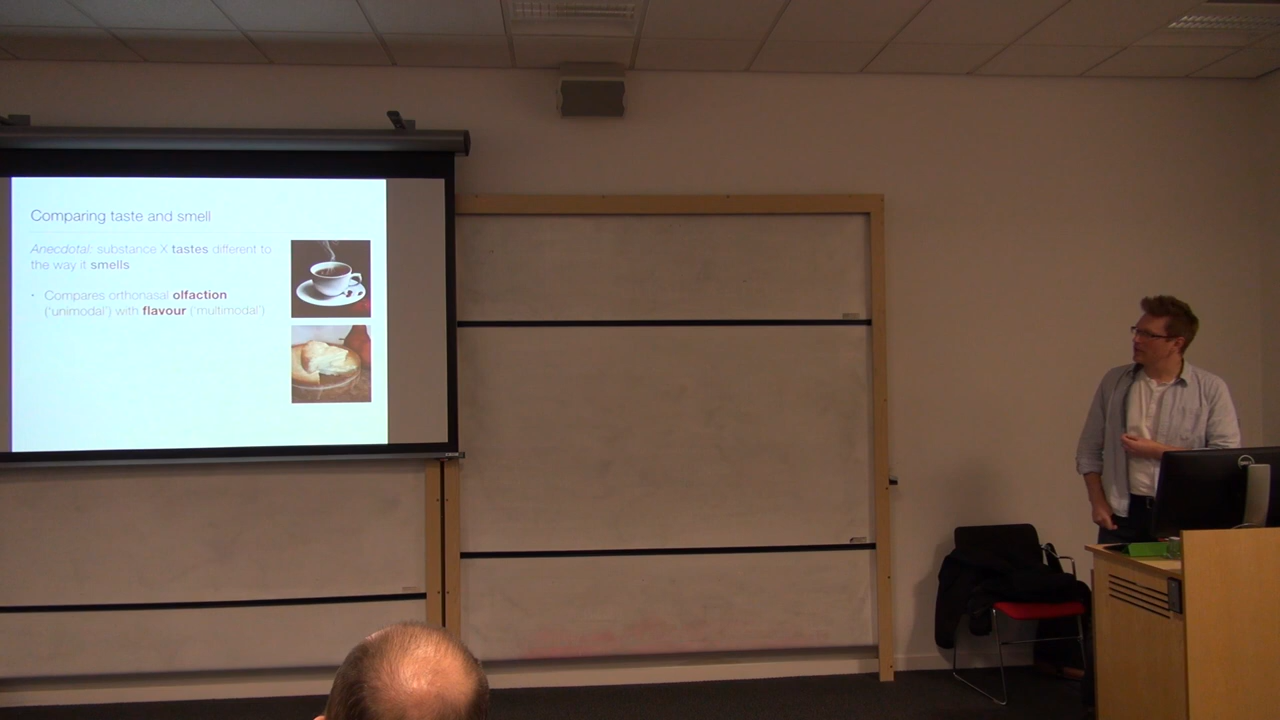 Comparing taste and smell
Anecdotal: substance X tastes different to
the way it smells
• Compares orthonasal olfaction
('unimodal') with flavour ('multimodal')